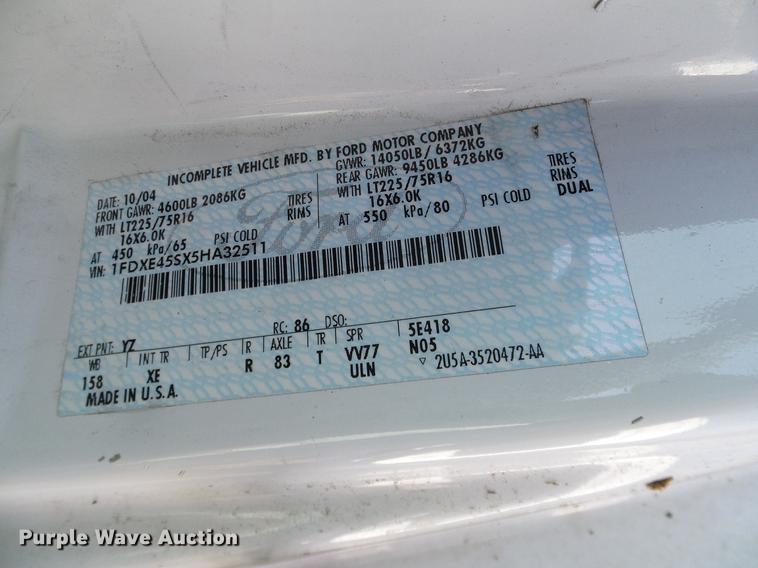 INCOMPLETE VEHICLE MFD. BY FORD MOTOR COMPANY
DATE: 10/04 GVWR: 14050LB/ 6372KG
FRONT GAWR: 4600LB 2086KG REAR GAWR: 9450LB 4286KG
WITH LT225/75R16 TIRES WITH LT225/75R16 TIRES
16X6.0K RIMS 16X6.0K RIMS
AT 450 kPa/65 PSI COLD AT 550 kPa/80 PSI COLD DUAL
VIN: 1FDXE45SX5HA32511
Ford
EXT PNT: YZ RC: 86 DSO:
WB INT TR TP/PS R AXLE TR SPR 5E418
158 XE R 83 T VV77 N05
MADE IN U.S.A. ULN ▽ 2U5A-3520472-AA
Purple Wave Auction